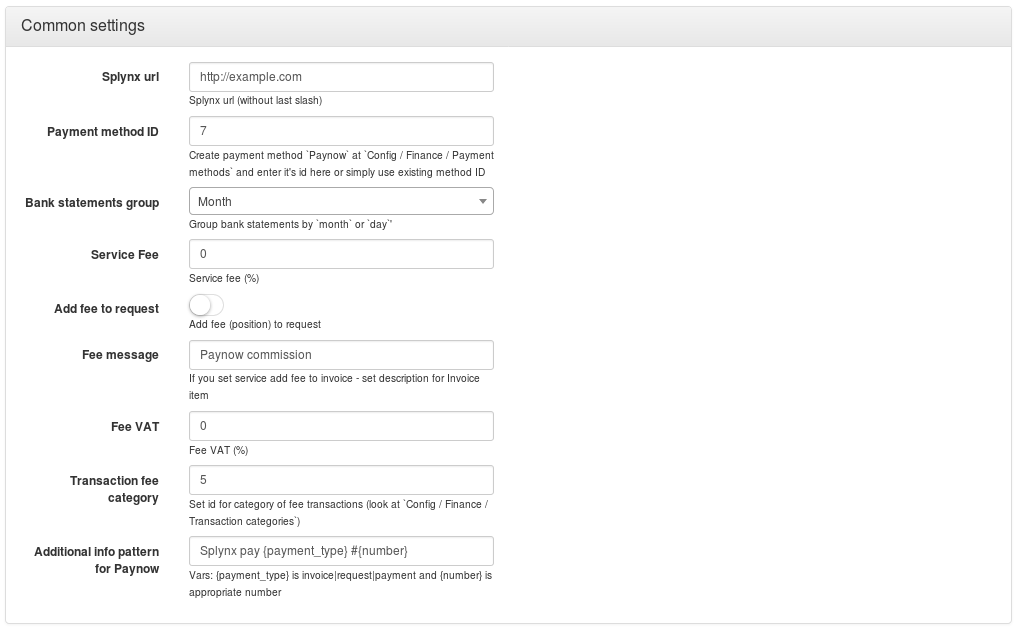 Common settings
Splynx url
http://example.com
Splynx url (without last slash)
Payment method ID
7
Create payment method `Paynow` at `Config / Finance / Payment
methods` and enter it's id here or simply use existing method ID
Bank statements group
Month
Group bank statements by `month` or `day`'
Service Fee
0
Service fee (%)
Add fee to request
Add fee (position) to request
Fee message
Paynow commission
If you set service add fee to invoice - set description for Invoice
item
Fee VAT
0
Fee VAT (%)
Transaction fee
category
5
Set id for category of fee transactions (look at `Config / Finance /
Transaction categories`)
Additional info pattern
for Paynow
Splynx pay {payment_type} #{number}
Vars: {payment_type} is invoice|request|payment and {number} is
appropriate number